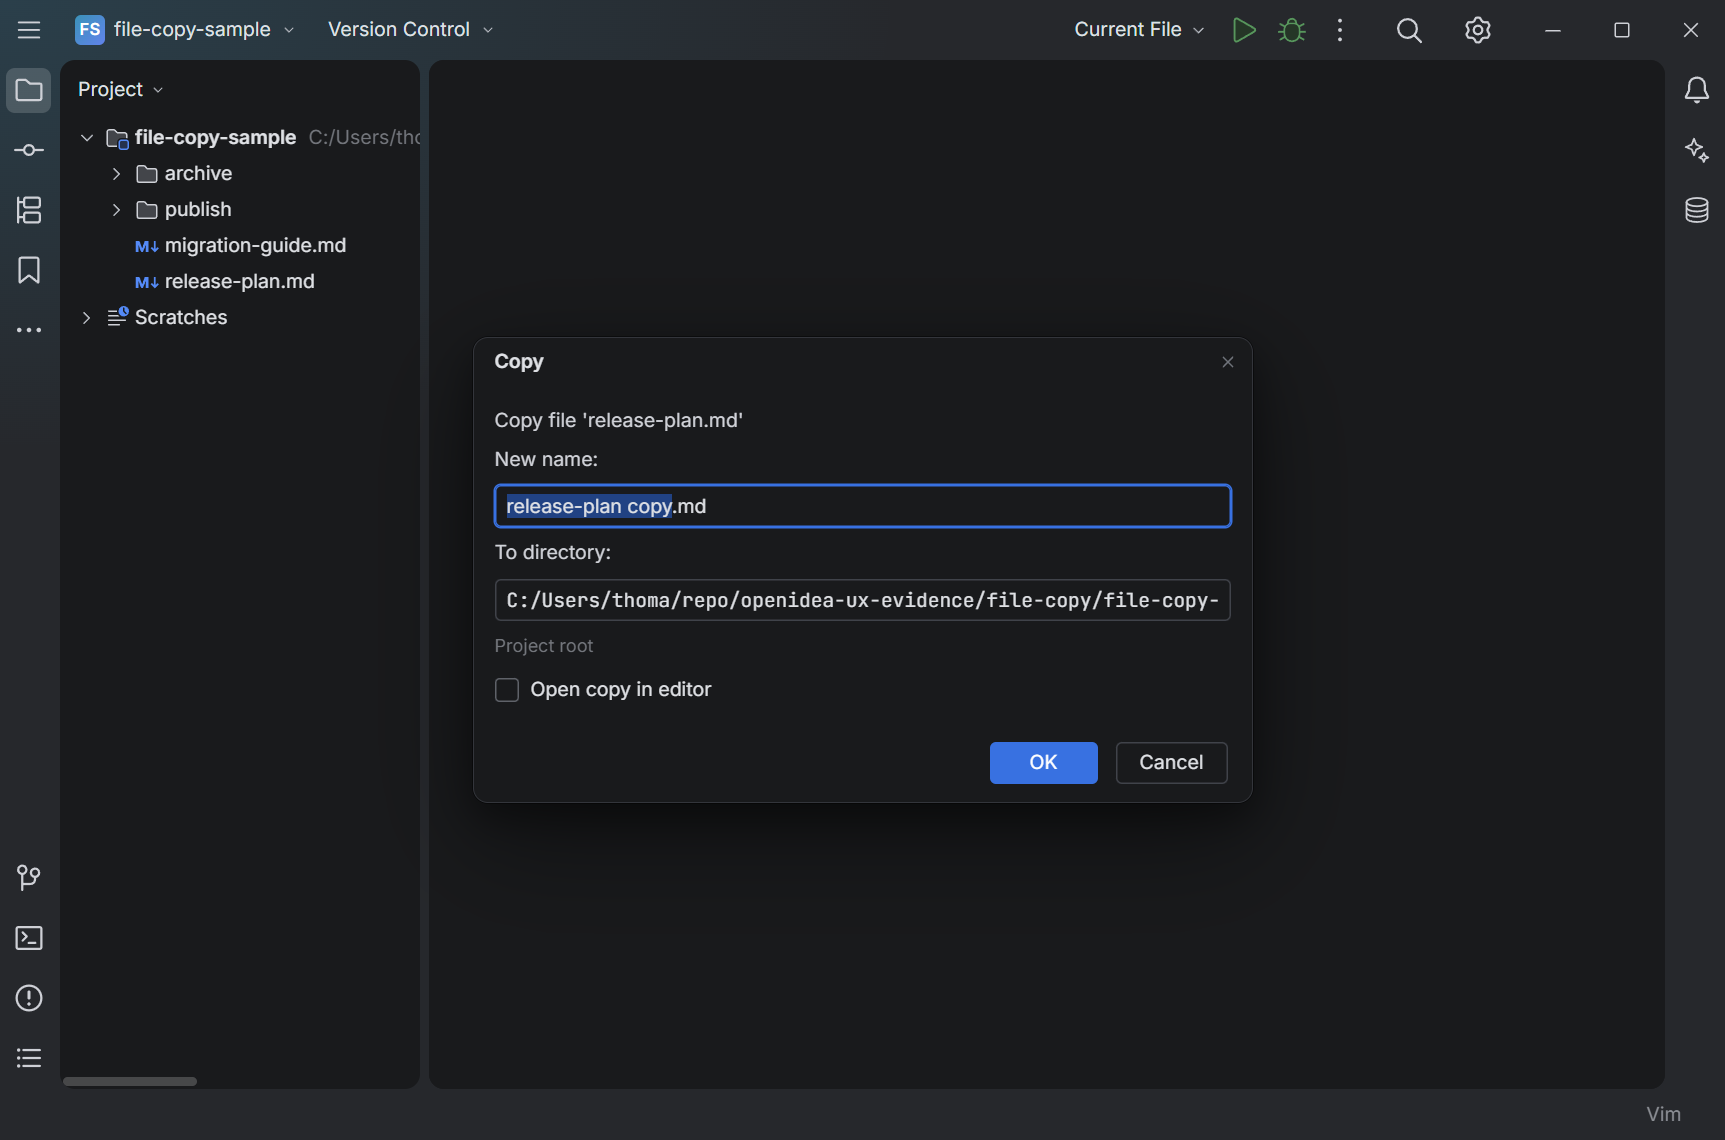 FS file-copy-sample Version Control Current File
Project
file-copy-sample C:/Users/tho
archive
publish
M↓ migration-guide.md
M↓ release-plan.md
Scratches
Copy
Copy file 'release-plan.md'
New name:
release-plan copy.md
To directory:
C:/Users/thoma/repo/openidea-ux-evidence/file-copy/file-copy-
Project root
Open copy in editor
OK Cancel
Vim